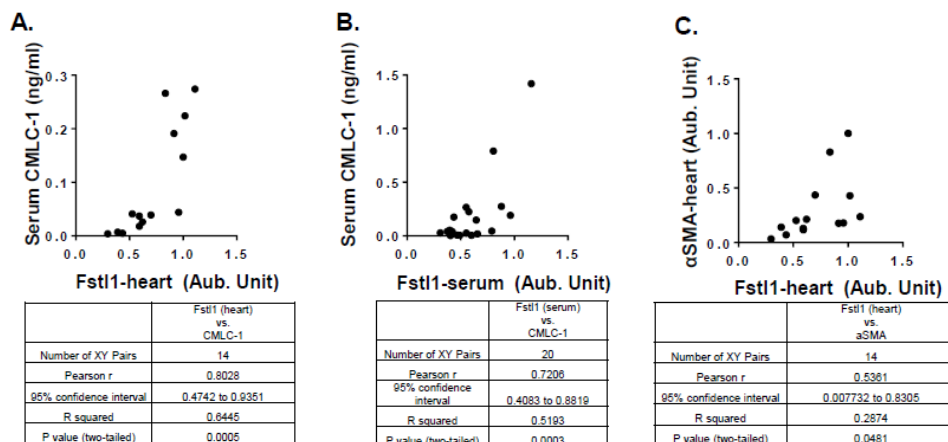 A.
Serum CMLC-1 (ng/ml)
0.3
0.2
0.1
0.0
0.0 0.5 1.0 1.5
Fstl1-heart (Aub. Unit)
Fstl1 (heart)
vs.
CMLC-1
Number of XY Pairs 14
Pearson r 0.8028
95% confidence interval 0.4742 to 0.9351
R squared 0.6445
P value (two-tailed) 0.0005
B.
Serum CMLC-1 (ng/ml)
1.5
1.0
0.5
0.0
0.0 0.5 1.0 1.5
Fstl1-serum (Aub. Unit)
Fstl1 (serum)
vs.
CMLC-1
Number of XY Pairs 20
Pearson r 0.7206
95% confidence
interval 0.4083 to 0.8819
R squared 0.5193
P value (two-tailed) 0.0003
C.
αSMA-heart (Aub. Unit)
1.5
1.0
0.5
0.0
0.0 0.5 1.0 1.5
Fstl1-heart (Aub. Unit)
Fstl1 (heart)
vs.
aSMA
Number of XY Pairs 14
Pearson r 0.5361
95% confidence interval 0.007732 to 0.8305
R squared 0.2874
P value (two-tailed) 0.0481